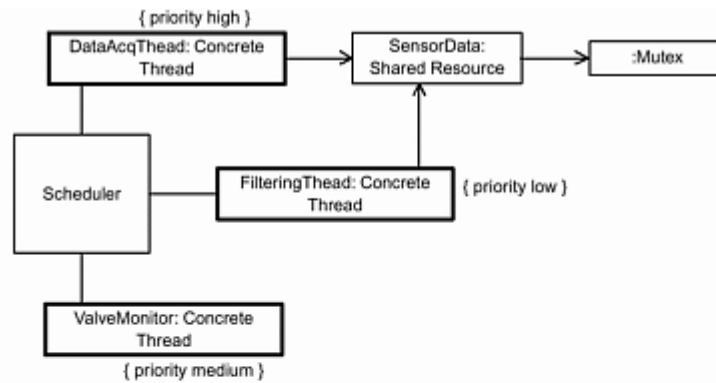 { priority high }
DataAcqThead: Concrete
Thread
SensorData:
Shared Resource
:Mutex
Scheduler
FilteringThead: Concrete
Thread
{ priority low }
ValveMonitor: Concrete
Thread
{ priority medium }